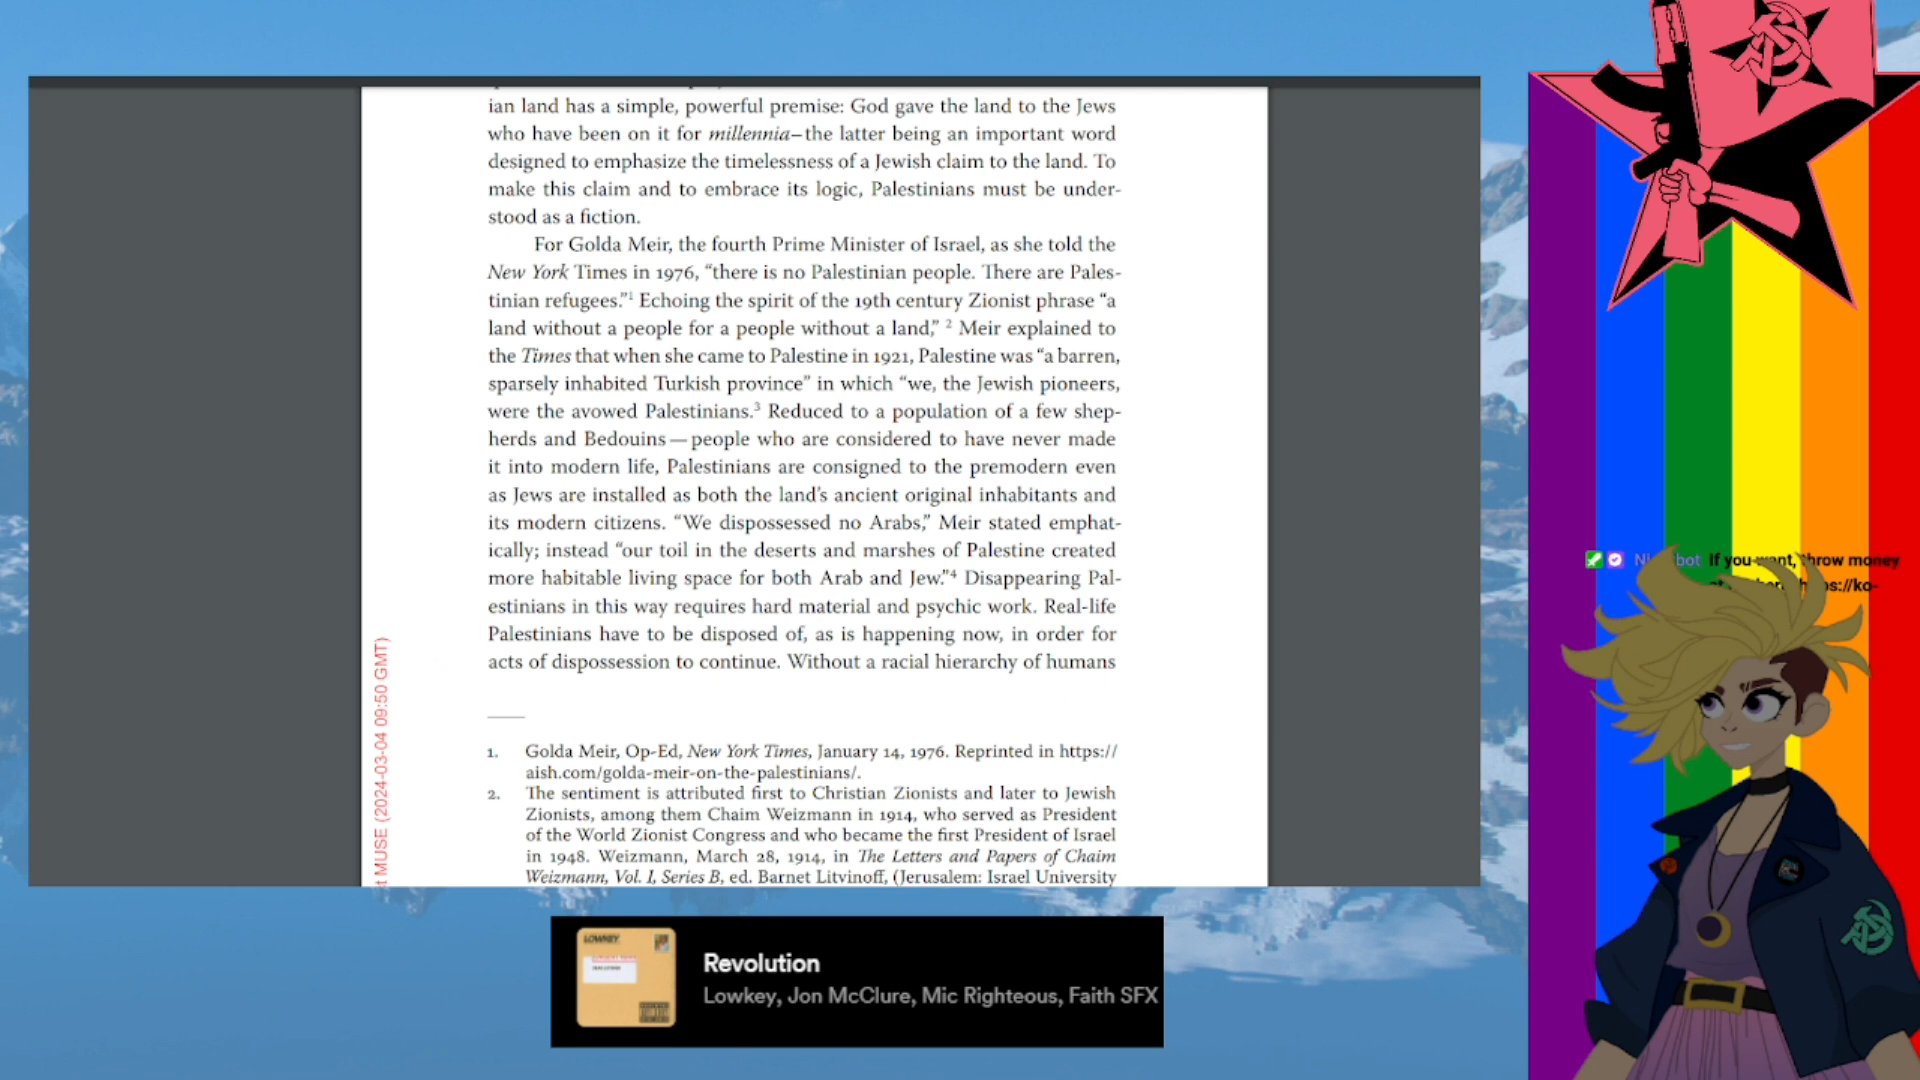 ian land has a simple, powerful premise: God gave the land to the Jews
who have been on it for millennia—the latter being an important word
designed to emphasize the timelessness of a Jewish claim to the land. To
make this claim and to embrace its logic, Palestinians must be under-
stood as a fiction.
For Golda Meir, the fourth Prime Minister of Israel, as she told the
New York Times in 1976, “there is no Palestinian people. There are Pales-
tinian refugees.”1 Echoing the spirit of the 19th century Zionist phrase “a
land without a people for a people without a land,” 2 Meir explained to
the Times that when she came to Palestine in 1921, Palestine was “a barren,
sparsely inhabited Turkish province” in which “we, the Jewish pioneers,
were the avowed Palestinians.3 Reduced to a population of a few shep-
herds and Bedouins — people who are considered to have never made
it into modern life, Palestinians are consigned to the premodern even
as Jews are installed as both the land’s ancient original inhabitants and
its modern citizens. “We dispossessed no Arabs,” Meir stated emphat-
ically; instead “our toil in the deserts and marshes of Palestine created
more habitable living space for both Arab and Jew.”4 Disappearing Pal-
estinians in this way requires hard material and psychic work. Real-life
Palestinians have to be disposed of, as is happening now, in order for
acts of dispossession to continue. Without a racial hierarchy of humans
1. Golda Meir, Op-Ed, New York Times, January 14, 1976. Reprinted in https://
aish.com/golda-meir-on-the-palestinians/.
2. The sentiment is attributed first to Christian Zionists and later to Jewish
Zionists, among them Chaim Weizmann in 1914, who served as President
of the World Zionist Congress and who became the first President of Israel
in 1948. Weizmann, March 28, 1914, in The Letters and Papers of Chaim
Weizmann, Vol. I, Series B, ed. Barnet Litvinoff, (Jerusalem: Israel University
MUSE (2024-03-04 09:50 GMT)
LOWKEY
Revolution
Lowkey, Jon McClure, Mic Righteous, Faith SFX
If you want, throw money